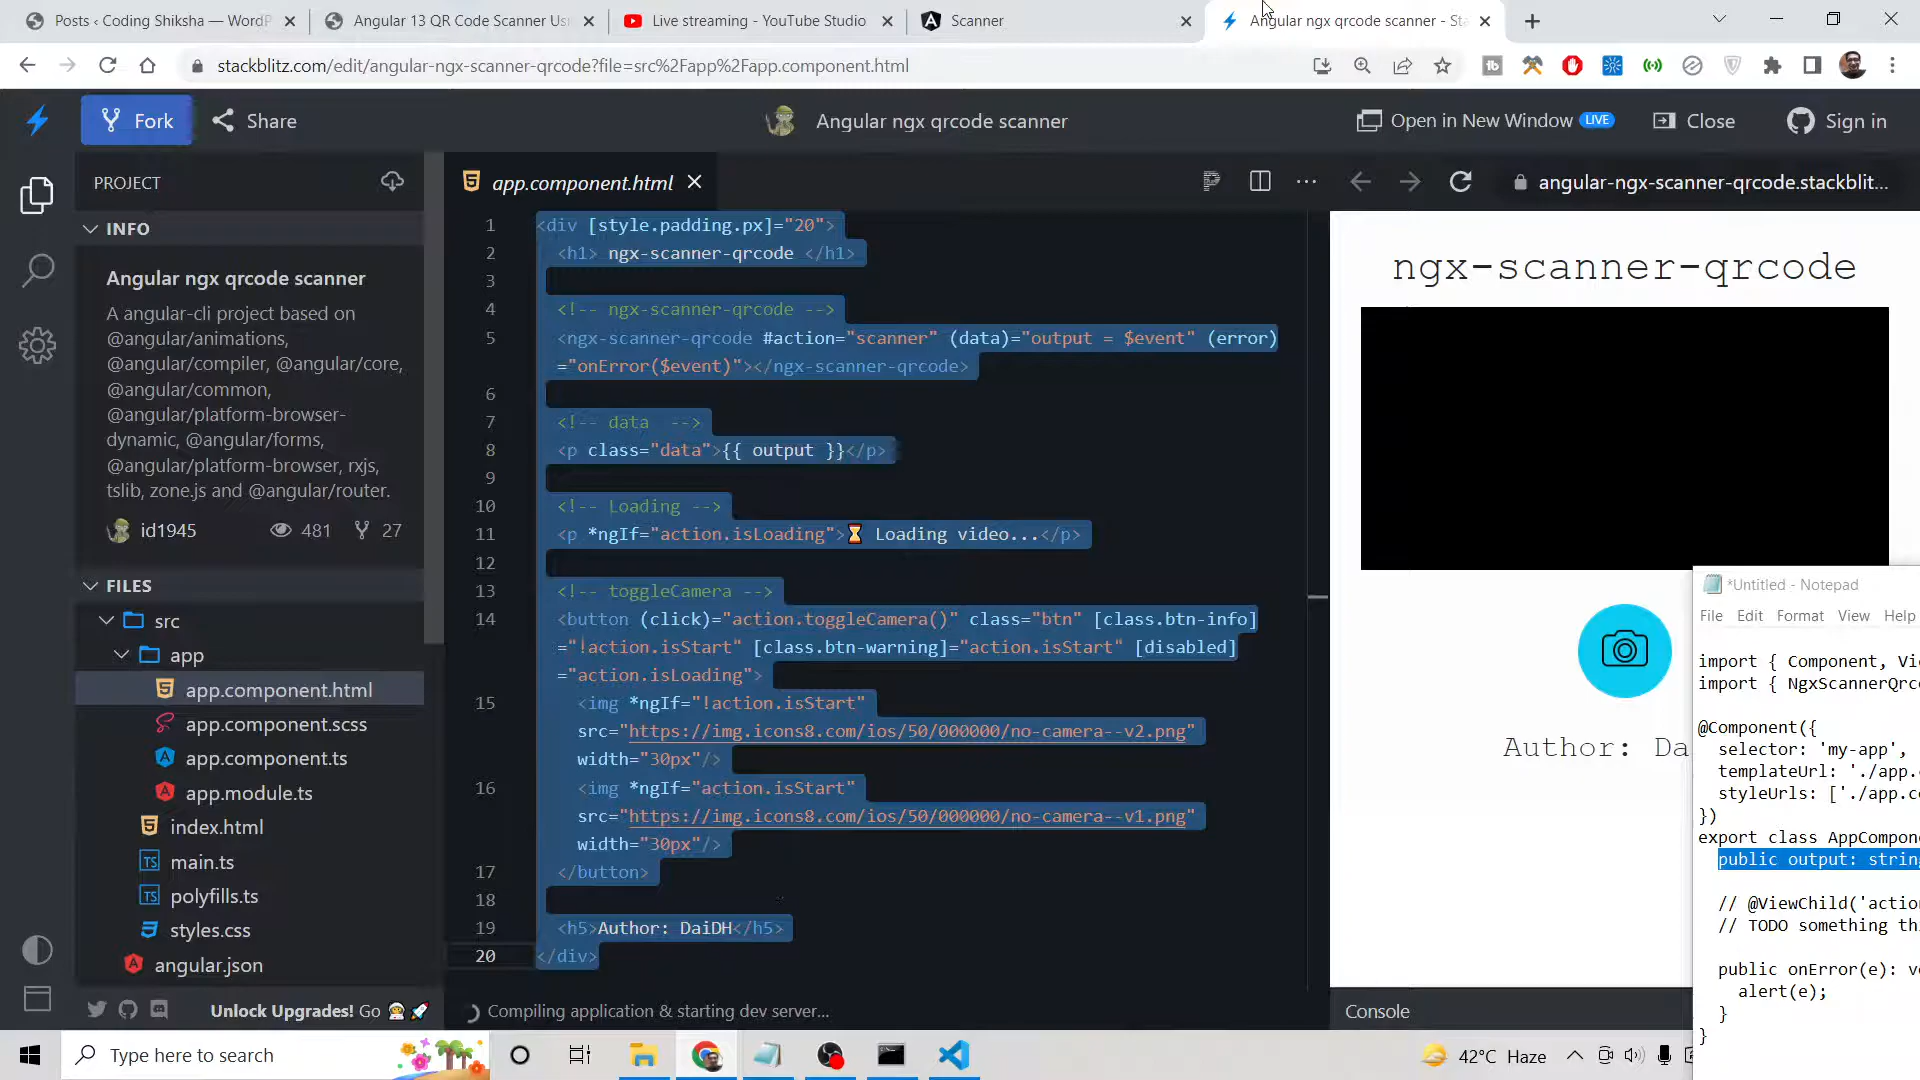 Posts ‹ Coding Shiksha — WordP
Angular 13 QR Code Scanner Usi
Live streaming - YouTube Studio
Scanner
Angular ngx qrcode scanner - Sta
stackblitz.com/edit/angular-ngx-scanner-qrcode?file=src%2Fapp%2Fapp.component.html
Fork
Share
Angular ngx qrcode scanner
Open in New Window LIVE
Close
Sign in
PROJECT
INFO
Angular ngx qrcode scanner
A angular-cli project based on
@angular/animations,
@angular/compiler, @angular/core,
@angular/common,
@angular/platform-browser-
dynamic, @angular/forms,
@angular/platform-browser, rxjs,
tslib, zone.js and @angular/router.
id1945 481 27
FILES
src
app
app.component.html
app.component.scss
app.component.ts
app.module.ts
index.html
main.ts
polyfills.ts
styles.css
angular.json
Unlock Upgrades! Go
app.component.html
1 <div [style.padding.px]="20">
2 <h1> ngx-scanner-qrcode </h1>
3
4 <!-- ngx-scanner-qrcode -->
5 <ngx-scanner-qrcode #action="scanner" (data)="output = $event" (error)
="onError($event)"></ngx-scanner-qrcode>
6
7 <!-- data -->
8 <p class="data">{{ output }}</p>
9
10 <!-- Loading -->
11 <p *ngIf="action.isLoading">⌛ Loading video...</p>
12
13 <!-- toggleCamera -->
14 <button (click)="action.toggleCamera()" class="btn" [class.btn-info]
="!action.isStart" [class.btn-warning]="action.isStart" [disabled]
="action.isLoading">
15 <img *ngIf="!action.isStart"
src="https://img.icons8.com/ios/50/000000/no-camera--v2.png"
width="30px"/>
16 <img *ngIf="action.isStart"
src="https://img.icons8.com/ios/50/000000/no-camera--v1.png"
width="30px"/>
17 </button>
18
19 <h5>Author: DaiDH</h5>
20 </div>
Compiling application & starting dev server...
angular-ngx-scanner-qrcode.stackblit...
ngx-scanner-qrcode
Author: Da
Console
*Untitled - Notepad
File Edit Format View Help
import { Component, Vi
import { NgxScannerQrc
@Component({
selector: 'my-app',
templateUrl: './app.c
styleUrls: ['./app.c
})
export class AppCompon
public output: string
// @ViewChild('action
// TODO something th
public onError(e): v
alert(e);
}
}
Type here to search
42°C Haze